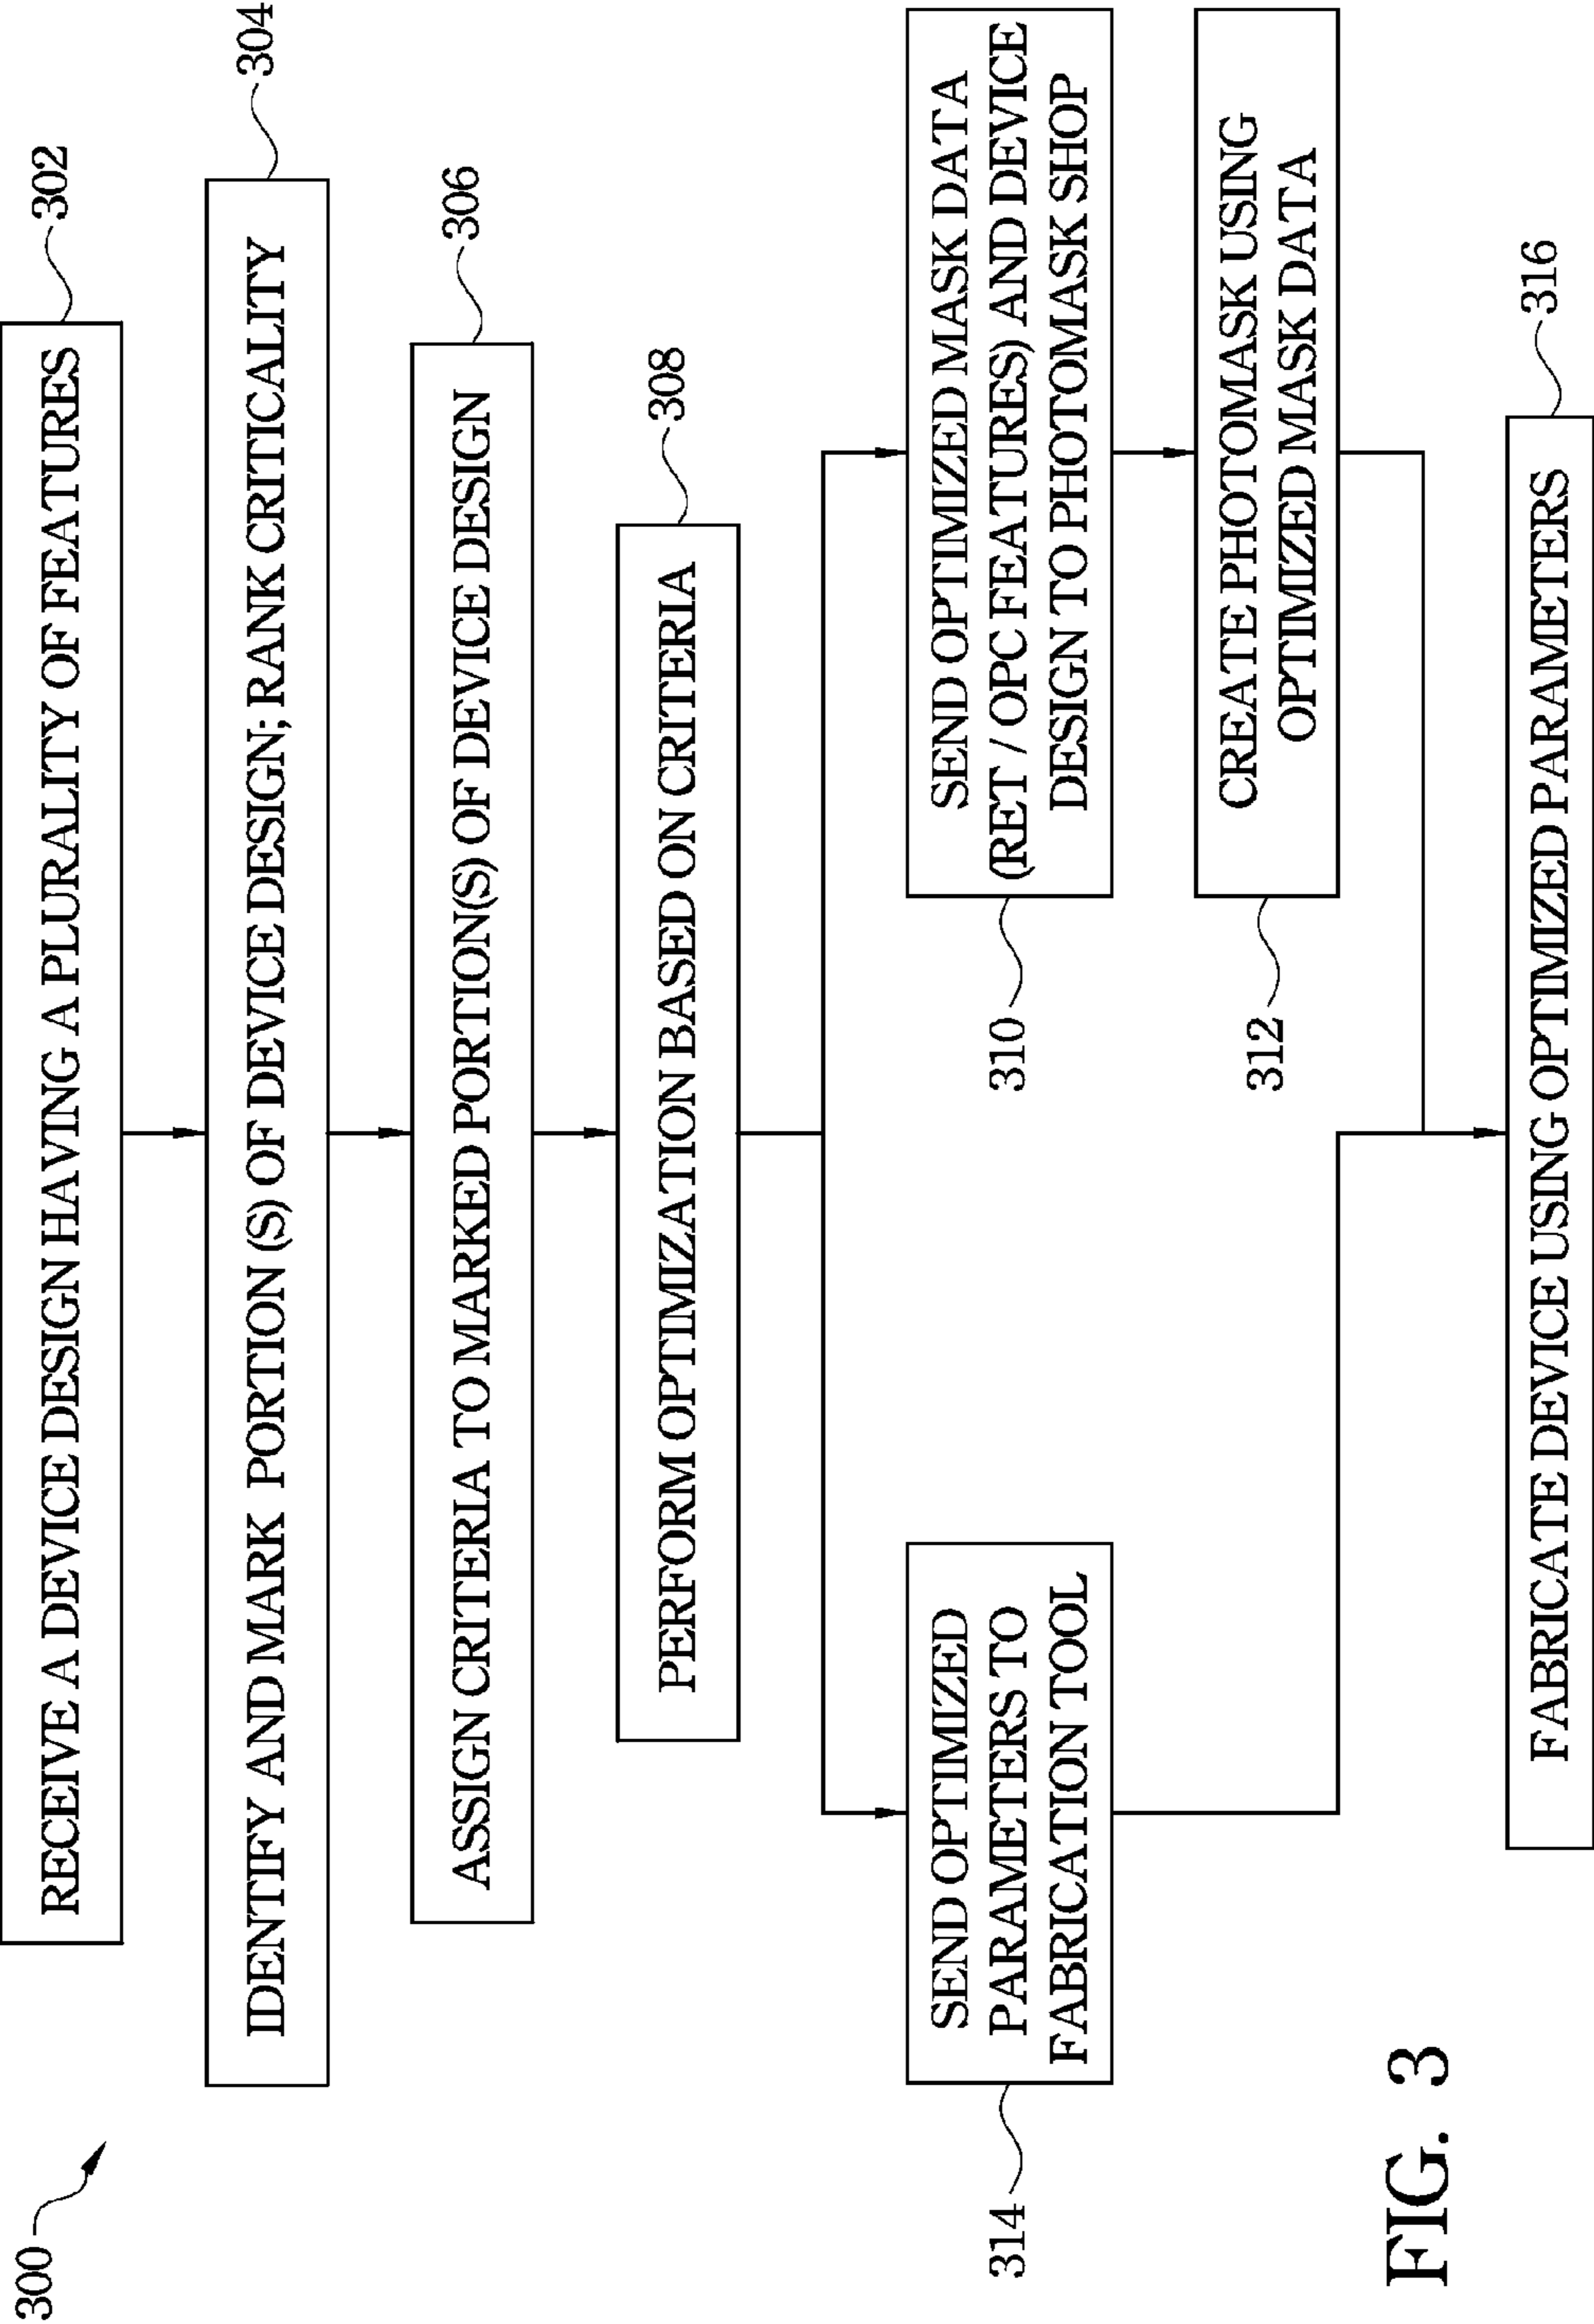 300
RECEIVE A DEVICE DESIGN HAVING A PLURALITY OF FEATURES
302
IDENTIFY AND MARK PORTION (S) OF DEVICE DESIGN; RANK CRITICALITY
304
ASSIGN CRITERIA TO MARKED PORTION(S) OF DEVICE DESIGN
306
PERFORM OPTIMIZATION BASED ON CRITERIA
308
314
SEND OPTIMIZED
PARAMETERS TO
FABRICATION TOOL
310
SEND OPTIMIZED MASK DATA
(RET / OPC FEATURES) AND DEVICE
DESIGN TO PHOTOMASK SHOP
312
CREATE PHOTOMASK USING
OPTIMIZED MASK DATA
FABRICATE DEVICE USING OPTIMIZED PARAMETERS
316
FIG. 3